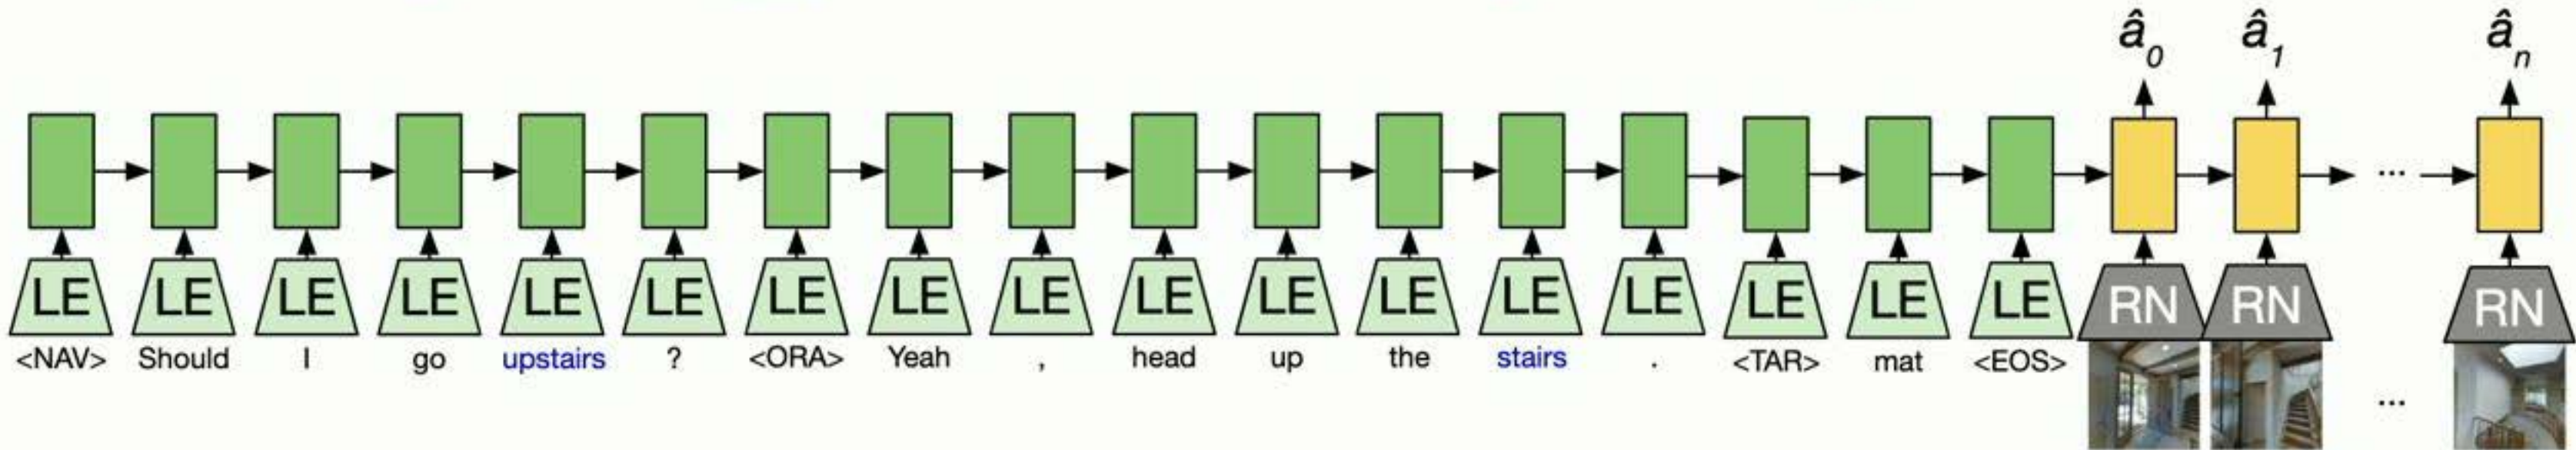 â0 â1 ân
LE LE LE LE LE LE LE LE LE LE LE LE LE LE LE LE LE RN RN ... RN
<NAV> Should I go upstairs ? <ORA> Yeah , head up the stairs . <TAR> mat <EOS>
...